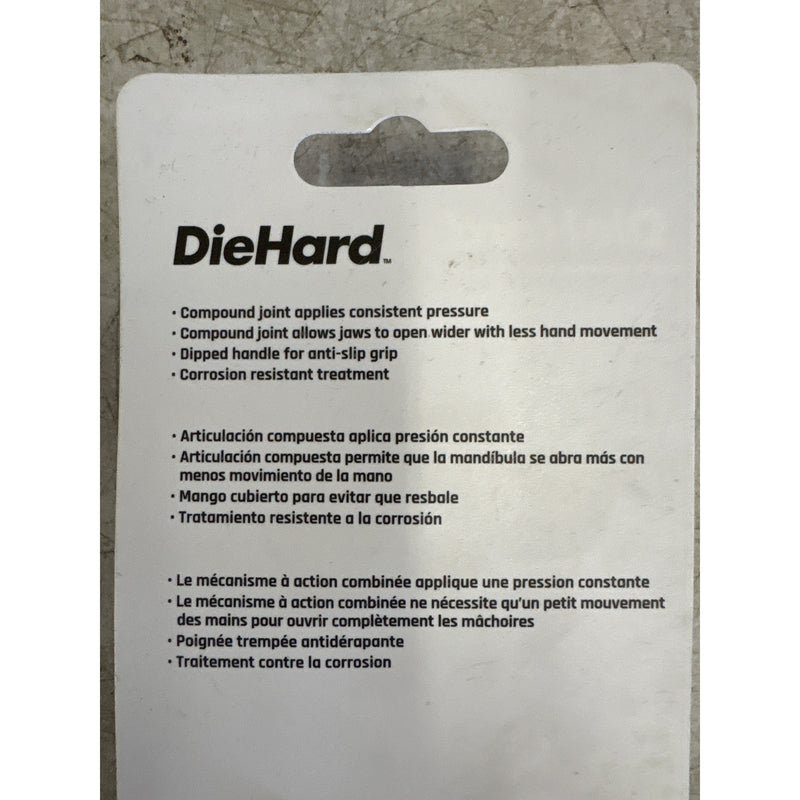 DieHard™
• Compound joint applies consistent pressure
• Compound joint allows jaws to open wider with less hand movement
• Dipped handle for anti-slip grip
• Corrosion resistant treatment
• Articulación compuesta aplica presión constante
• Articulación compuesta permite que la mandíbula se abra más con
menos movimiento de la mano
• Mango cubierto para evitar que resbale
• Tratamiento resistente a la corrosión
• Le mécanisme à action combinée applique une pression constante
• Le mécanisme à action combinée ne nécessite qu'un petit mouvement
des mains pour ouvrir complètement les mâchoires
• Poignée trempée antidérapante
• Traitement contre la corrosion